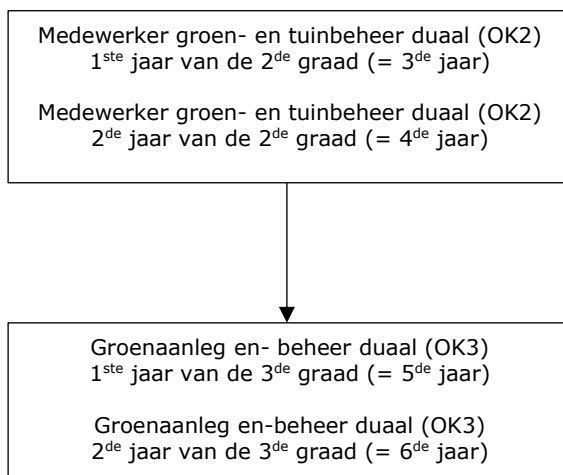 Medewerker groen- en tuinbeheer duaal (OK2)
1ste jaar van de 2de graad (= 3de jaar)
Medewerker groen- en tuinbeheer duaal (OK2)
2de jaar van de 2de graad (= 4de jaar)
Groenaanleg en- beheer duaal (OK3)
1ste jaar van de 3de graad (= 5de jaar)
Groenaanleg en-beheer duaal (OK3)
2de jaar van de 3de graad (= 6de jaar)